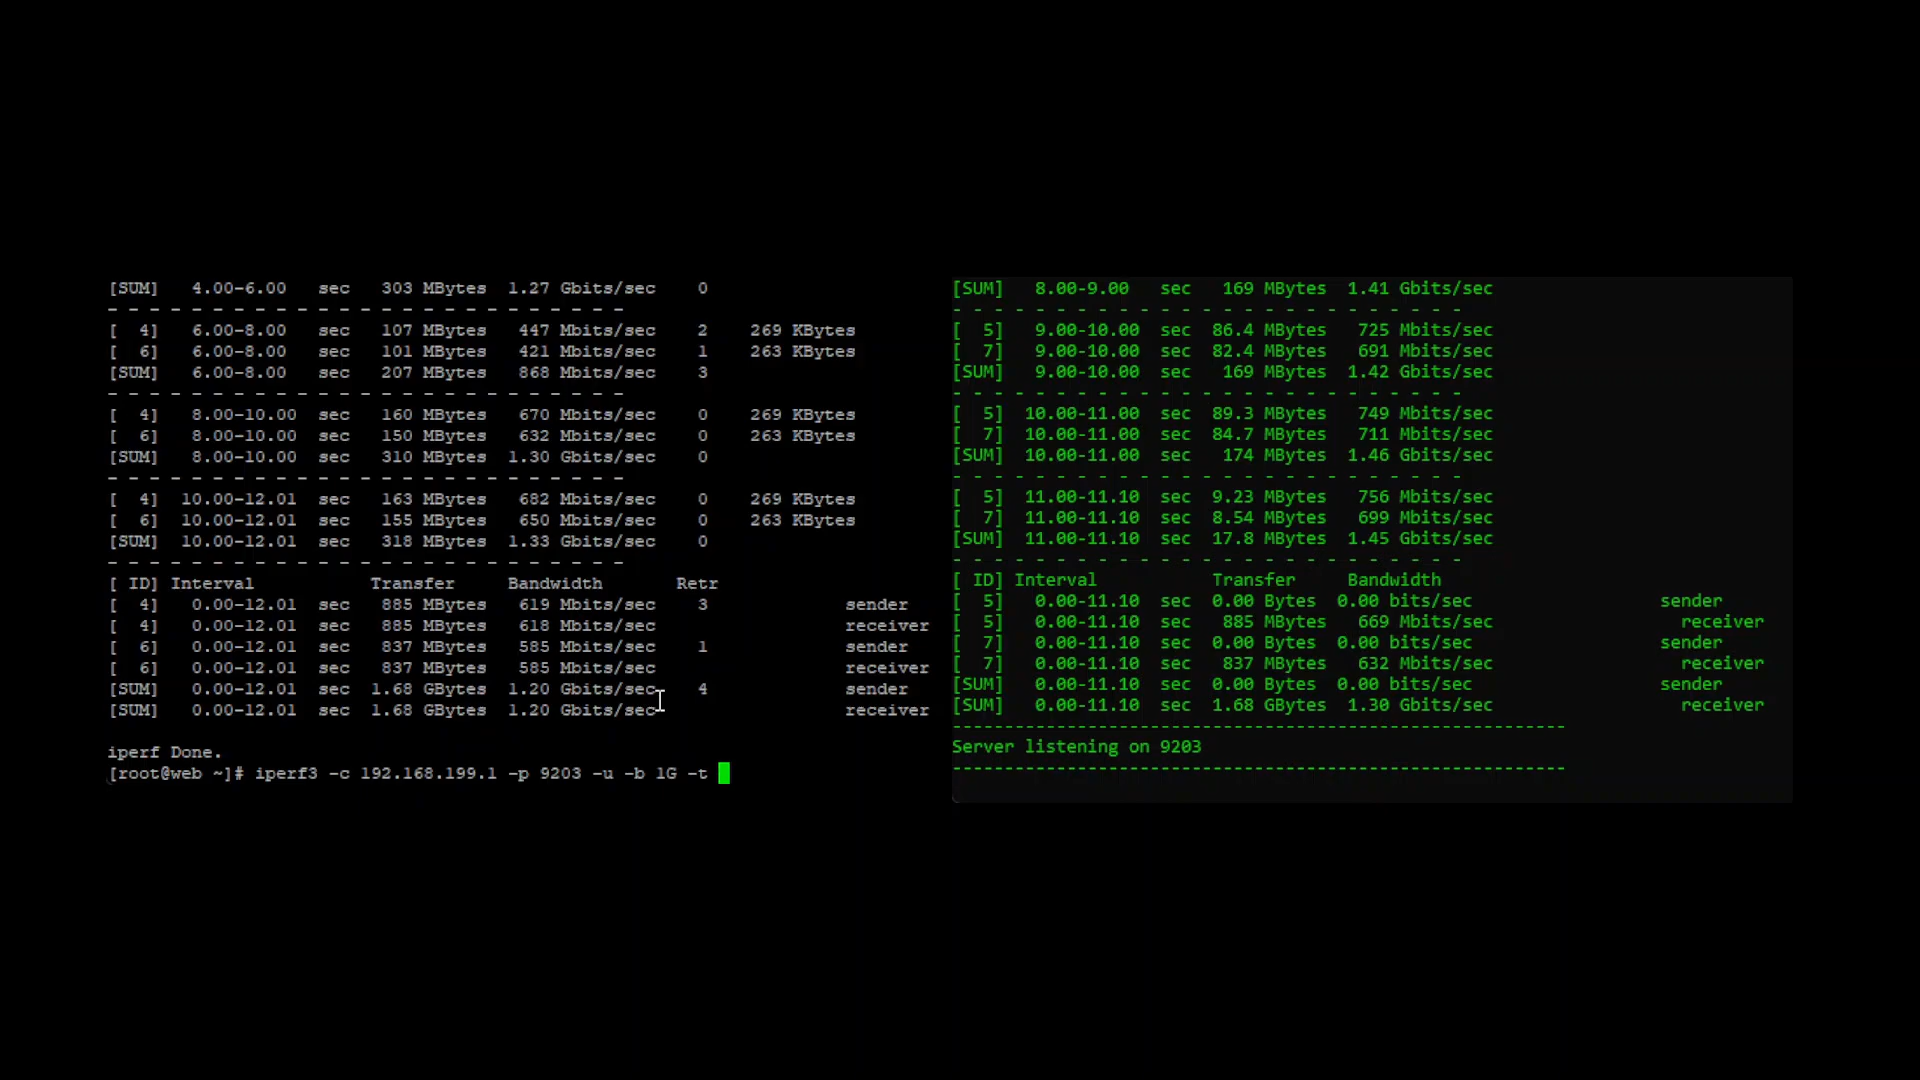 [SUM]   4.00-6.00   sec   303 MBytes  1.27 Gbits/sec    0
- - - - - - - - - - - - - - - - - - - - - - - - -
[  4]   6.00-8.00   sec   107 MBytes   447 Mbits/sec    2    269 KBytes
[  6]   6.00-8.00   sec   101 MBytes   421 Mbits/sec    1    263 KBytes
[SUM]   6.00-8.00   sec   207 MBytes   868 Mbits/sec    3
- - - - - - - - - - - - - - - - - - - - - - - - -
[  4]   8.00-10.00  sec   160 MBytes   670 Mbits/sec    0    269 KBytes
[  6]   8.00-10.00  sec   150 MBytes   632 Mbits/sec    0    263 KBytes
[SUM]   8.00-10.00  sec   310 MBytes  1.30 Gbits/sec    0
- - - - - - - - - - - - - - - - - - - - - - - - -
[  4]  10.00-12.01  sec   163 MBytes   682 Mbits/sec    0    269 KBytes
[  6]  10.00-12.01  sec   155 MBytes   650 Mbits/sec    0    263 KBytes
[SUM]  10.00-12.01  sec   318 MBytes  1.33 Gbits/sec    0
- - - - - - - - - - - - - - - - - - - - - - - - -
[ ID] Interval           Transfer     Bandwidth       Retr
[  4]   0.00-12.01  sec   885 MBytes   619 Mbits/sec    3             sender
[  4]   0.00-12.01  sec   885 MBytes   618 Mbits/sec                  receiver
[  6]   0.00-12.01  sec   837 MBytes   585 Mbits/sec    1             sender
[  6]   0.00-12.01  sec   837 MBytes   585 Mbits/sec                  receiver
[SUM]   0.00-12.01  sec  1.68 GBytes  1.20 Gbits/sec    4             sender
[SUM]   0.00-12.01  sec  1.68 GBytes  1.20 Gbits/sec                  receiver
iperf Done.
[root@web ~]# iperf3 -c 192.168.199.1 -p 9203 -u -b 1G -t
[SUM]   8.00-9.00   sec   169 MBytes  1.41 Gbits/sec
- - - - - - - - - - - - - - - - - - - - - - - - -
[  5]   9.00-10.00  sec  86.4 MBytes   725 Mbits/sec
[  7]   9.00-10.00  sec  82.4 MBytes   691 Mbits/sec
[SUM]   9.00-10.00  sec   169 MBytes  1.42 Gbits/sec
- - - - - - - - - - - - - - - - - - - - - - - - -
[  5]  10.00-11.00  sec  89.3 MBytes   749 Mbits/sec
[  7]  10.00-11.00  sec  84.7 MBytes   711 Mbits/sec
[SUM]  10.00-11.00  sec   174 MBytes  1.46 Gbits/sec
- - - - - - - - - - - - - - - - - - - - - - - - -
[  5]  11.00-11.10  sec  9.23 MBytes   756 Mbits/sec
[  7]  11.00-11.10  sec  8.54 MBytes   699 Mbits/sec
[SUM]  11.00-11.10  sec  17.8 MBytes  1.45 Gbits/sec
- - - - - - - - - - - - - - - - - - - - - - - - -
[ ID] Interval           Transfer     Bandwidth
[  5]   0.00-11.10  sec  0.00 Bytes  0.00 bits/sec                  sender
[  5]   0.00-11.10  sec   885 MBytes   669 Mbits/sec                  receiver
[  7]   0.00-11.10  sec  0.00 Bytes  0.00 bits/sec                  sender
[  7]   0.00-11.10  sec   837 MBytes   632 Mbits/sec                  receiver
[SUM]   0.00-11.10  sec  0.00 Bytes  0.00 bits/sec                  sender
[SUM]   0.00-11.10  sec  1.68 GBytes  1.30 Gbits/sec                  receiver
-----------------------------------------------------------
Server listening on 9203
-----------------------------------------------------------